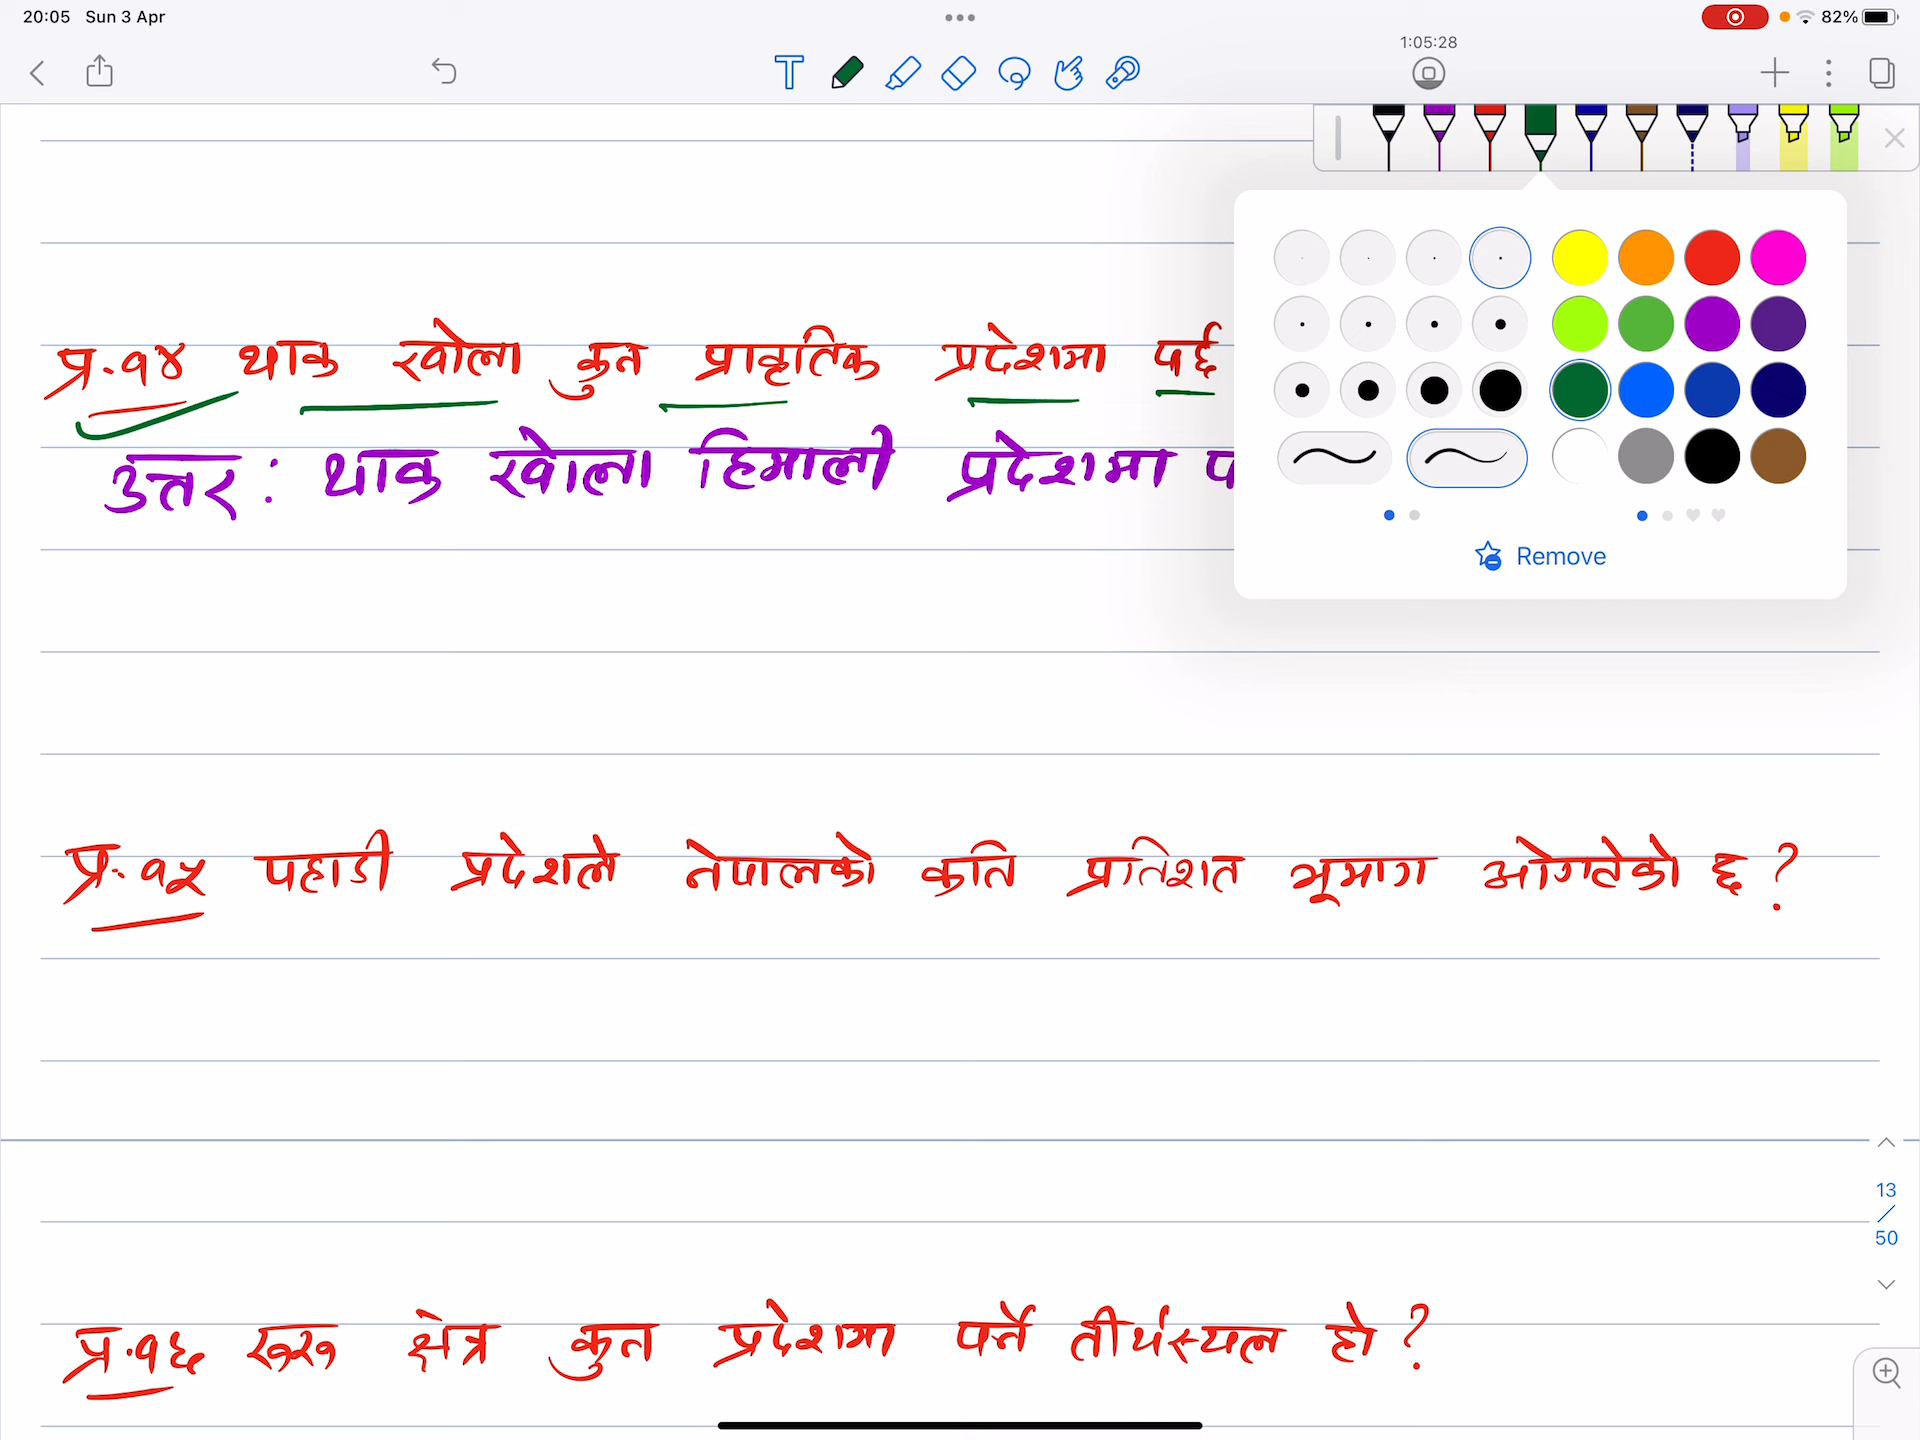 20:05 Sun 3 Apr
82%
1:05:28
प्र.१४ थाक खोला कुन प्राकृतिक प्रदेशमा पर्द
उत्तर : थाक खोला हिमाली प्रदेशमा प
Remove
प्र.१५ पहाडी प्रदेशले नेपालको कति प्रतिशत भूभाग ओगटेको छ ?
13
/
50
प्र.१६ रुरु क्षेत्र कुन प्रदेशमा पर्ने तीर्थस्थल हो ?